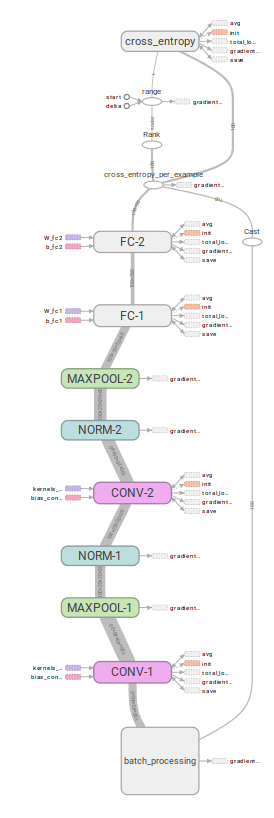 avg
init
cross_entropy
total_lo..
gradient...
save
range
start
delta
gradient...
Rank
cross_entropy_per_example
gradient...
avg
init
W_fc2
FC-2
total_lo..
b_fc2
gradient...
save
Cast
avg
init
W_fc1
FC-1
total_lo..
b_fc1
gradient...
save
MAXPOOL-2
gradient...
NORM-2
gradient...
avg
init
kernels_...
CONV-2
total_lo..
bias_con...
gradient...
save
NORM-1
gradient...
MAXPOOL-1
gradient...
avg
init
kernels_...
CONV-1
total_lo..
bias_con...
gradient...
save
batch_processing
gradient...